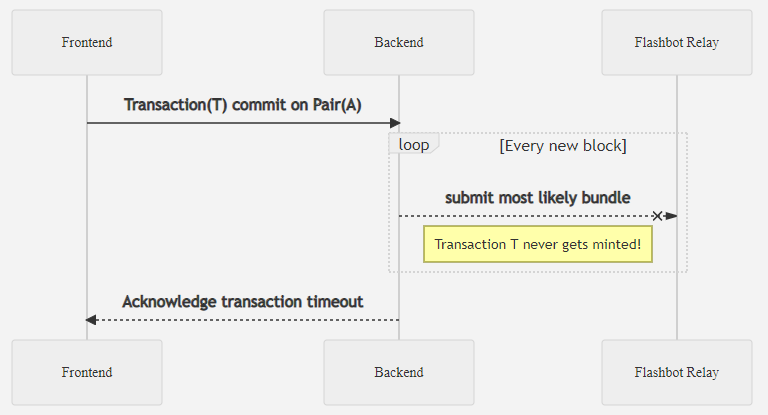 Frontend
Backend
Flashbot Relay
Transaction(T) commit on Pair(A)
loop
[Every new block]
submit most likely bundle
Transaction T never gets minted!
Acknowledge transaction timeout
Frontend
Backend
Flashbot Relay